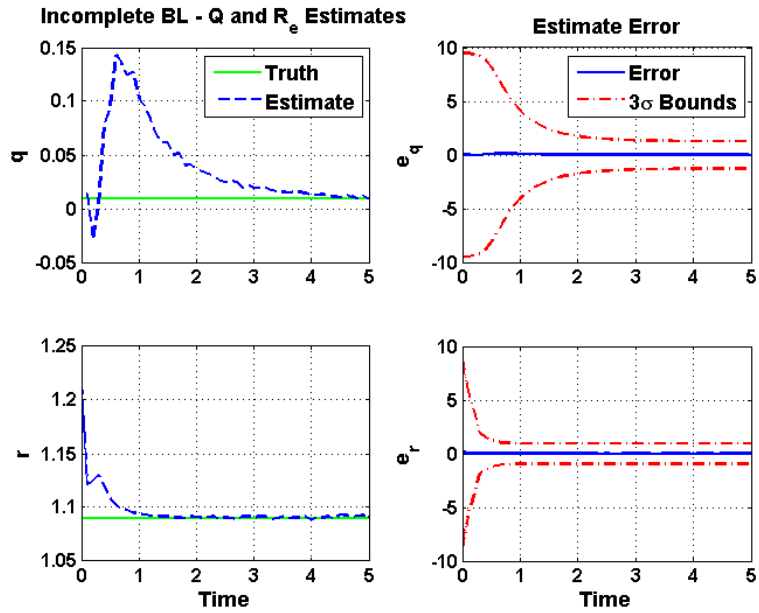 Incomplete BL - Q and R_e Estimates
0.15
0.1
0.05
0
-0.05
q
Truth
Estimate
0 1 2 3 4 5
Estimate Error
10
5
0
-5
-10
e_q
Error
3σ Bounds
0 1 2 3 4 5
1.25
1.2
1.15
1.1
1.05
r
0 1 2 3 4 5
Time
10
5
0
-5
-10
e_r
0 1 2 3 4 5
Time